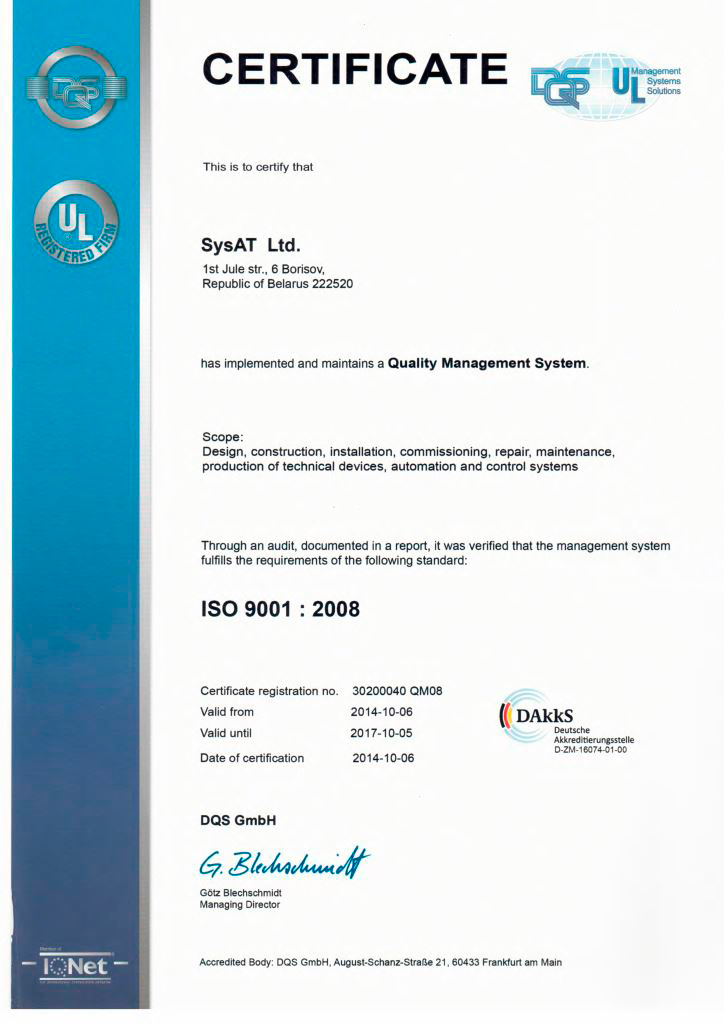 CERTIFICATE
DQS
DQS
UL
Management
Systems
Solutions
UL
REGISTERED FIRM
This is to certify that
SysAT Ltd.
1st Jule str., 6 Borisov,
Republic of Belarus 222520
has implemented and maintains a Quality Management System.
Scope:
Design, construction, installation, commissioning, repair, maintenance,
production of technical devices, automation and control systems
Through an audit, documented in a report, it was verified that the management system
fulfills the requirements of the following standard:
ISO 9001 : 2008
Certificate registration no. 30200040 QM08
Valid from 2014-10-06
Valid until 2017-10-05
Date of certification 2014-10-06
DAkkS
Deutsche
Akkreditierungsstelle
D-ZM-16074-01-00
DQS GmbH
G. Blechschmidt
Götz Blechschmidt
Managing Director
Member of
IQNet
Accredited Body: DQS GmbH, August-Schanz-Straße 21, 60433 Frankfurt am Main